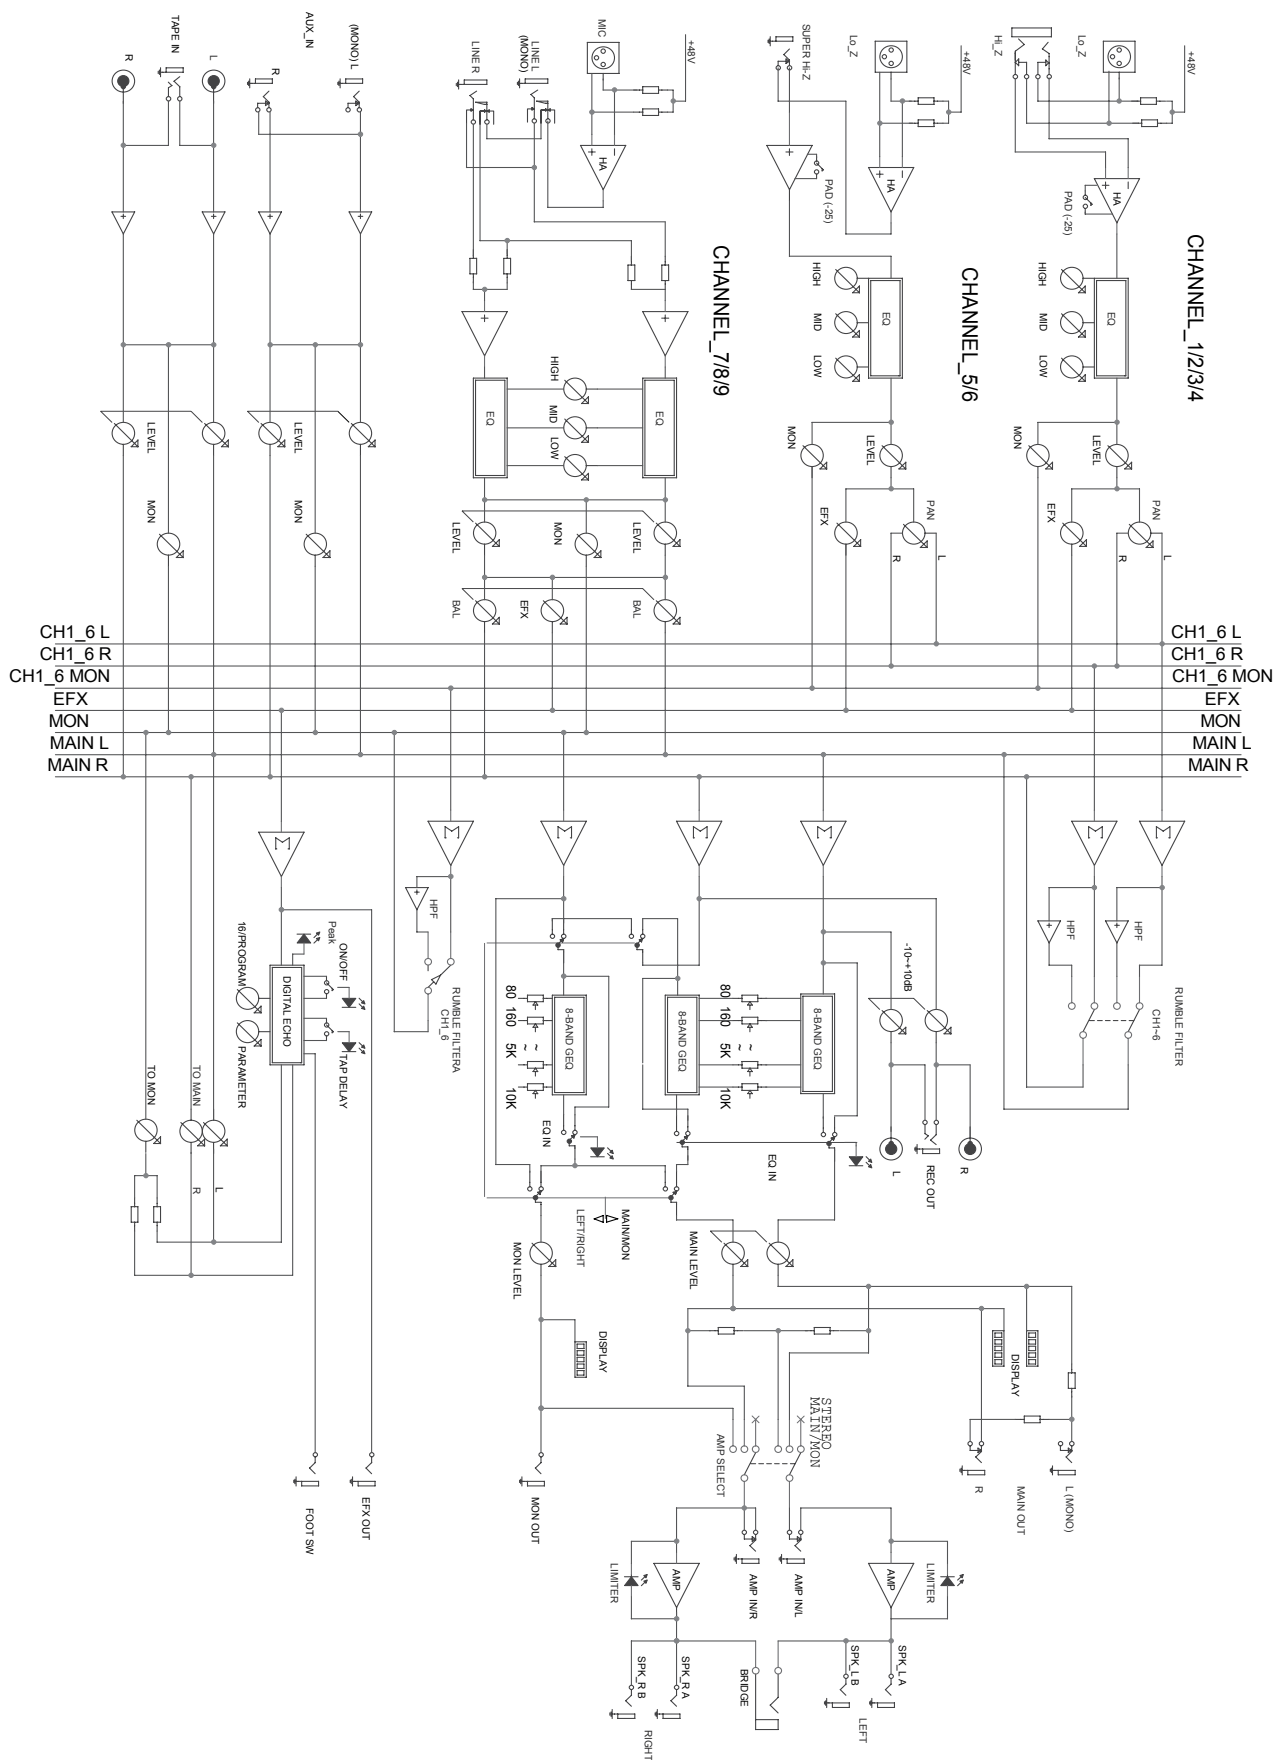 R
TAPE IN
L
AUX_IN
R
(MONO) L
LINE R
LINE L
(MONO)
MIC
+48V
HA
SUPER Hi-Z
Lo_Z
+48V
HA
PAD (-25)
Hi_Z
Lo_Z
+48V
HA
PAD (-25)
CHANNEL_7/8/9
CHANNEL_5/6
CHANNEL_1/2/3/4
HIGH
MID
LOW
EQ
EQ
HIGH
MID
LOW
EQ
HIGH
MID
LOW
EQ
LEVEL
MON
LEVEL
MON
LEVEL
MON
LEVEL
BAL
EFX
BAL
MON
LEVEL
EFX
PAN
R
L
MON
LEVEL
EFX
PAN
R
L
CH1_6 L
CH1_6 R
CH1_6 MON
EFX
MON
MAIN L
MAIN R
CH1_6 L
CH1_6 R
CH1_6 MON
EFX
MON
MAIN L
MAIN R
Σ
Σ
Σ
Σ
Σ
Σ
Σ
HPF
HPF
HPF
16/PROGRAM
Peak
ON/OFF
DIGITAL ECHO
PARAMETER
TAP DELAY
RUMBLE FILTERA
CH1_6
80
160
~
~
5K
10K
8-BAND GEQ
8-BAND GEQ
80
160
~
~
5K
10K
8-BAND GEQ
-10~+10dB
RUMBLE FILTER
CH1~6
TO MON
TO MAIN
R
L
EQ IN
EQ IN
L
REC OUT
R
MAIN/MON
LEFT/RIGHT
MON LEVEL
MAIN LEVEL
DISPLAY
DISPLAY
STEREO
MAIN/MON
AMP SELECT
R
MAIN OUT
L (MONO)
FOOT SW
EFX OUT
MON OUT
AMP IN/R
AMP IN/L
LIMITER
AMP
AMP
LIMITER
SPK_R B
SPK_R A
BRIDGE
SPK_L B
SPK_L A
RIGHT
LEFT